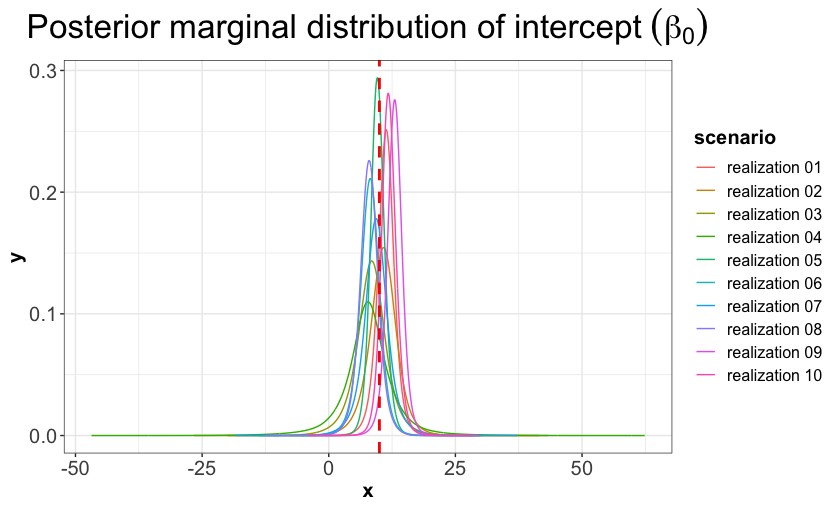 Posterior marginal distribution of intercept (β₀)
0.3
0.2
0.1
0.0
y
-50
-25
0
25
50
x
scenario
realization 01
realization 02
realization 03
realization 04
realization 05
realization 06
realization 07
realization 08
realization 09
realization 10